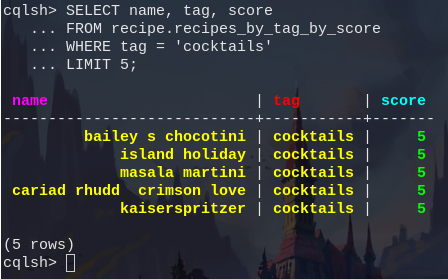 cqlsh> SELECT name, tag, score
   ... FROM recipe.recipes_by_tag_by_score
   ... WHERE tag = 'cocktails'
   ... LIMIT 5;
 name                       | tag       | score
----------------------------+-----------+-------
         bailey s chocotini | cocktails |     5
             island holiday | cocktails |     5
             masala martini | cocktails |     5
 cariad rhudd  crimson love | cocktails |     5
              kaiserspritzer | cocktails |     5
(5 rows)
cqlsh>